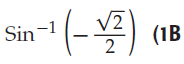 Sin⁻¹ (− √2/2) (1B